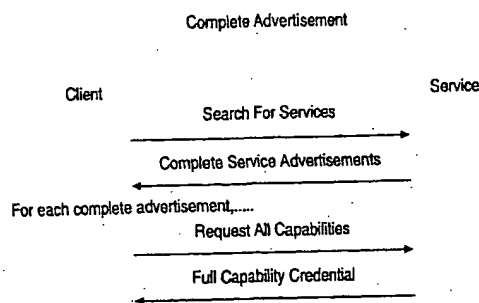 Complete Advertisement
Client
Service
Search For Services
Complete Service Advertisements
For each complete advertisement,.....
Request All Capabilities
Full Capability Credential